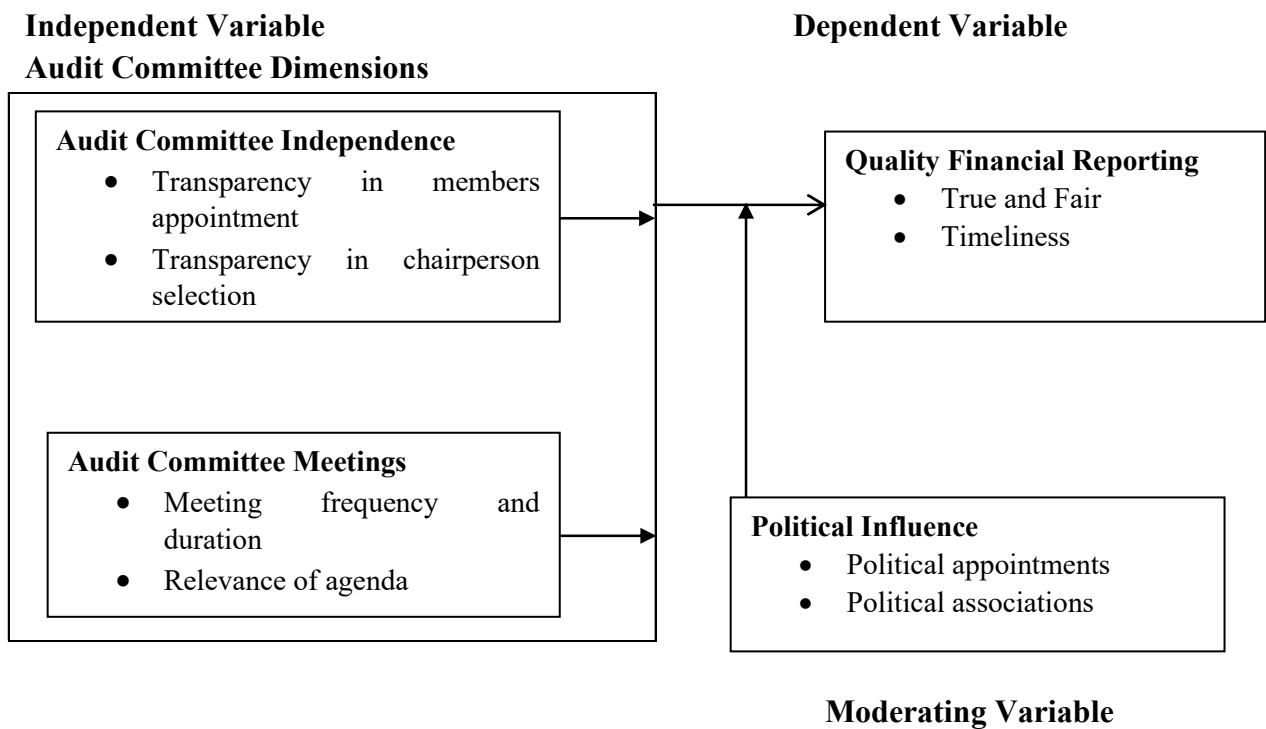 Independent Variable
Audit Committee Dimensions
Audit Committee Independence
• Transparency in members
appointment
• Transparency in chairperson
selection
Audit Committee Meetings
• Meeting frequency and
duration
• Relevance of agenda
Dependent Variable
Quality Financial Reporting
• True and Fair
• Timeliness
Political Influence
• Political appointments
• Political associations
Moderating Variable